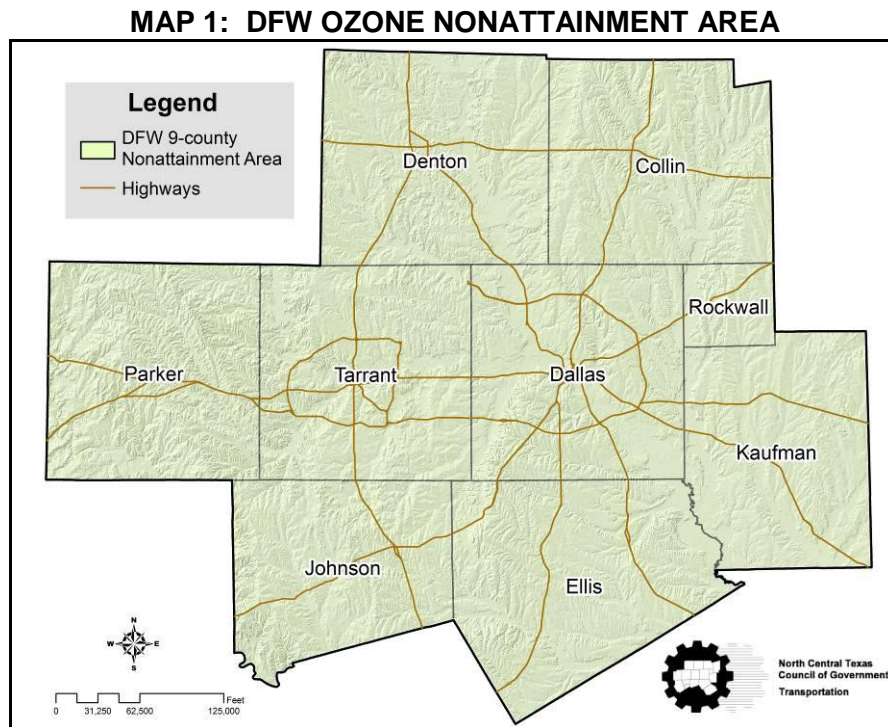 MAP 1: DFW OZONE NONATTAINMENT AREA
Legend
DFW 9-county
Nonattainment Area
Highways
Denton
Collin
Rockwall
Parker
Tarrant
Dallas
Kaufman
Johnson
Ellis
N
W E
S
Feet
0 31,250 62,500 125,000
North Central Texas
Council of Government
Transportation